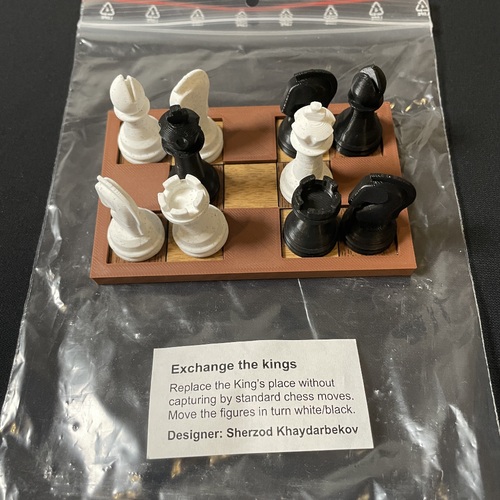 Exchange the kings
Replace the King's place without
capturing by standard chess moves.
Move the figures in turn white/black.
Designer: Sherzod Khaydarbekov